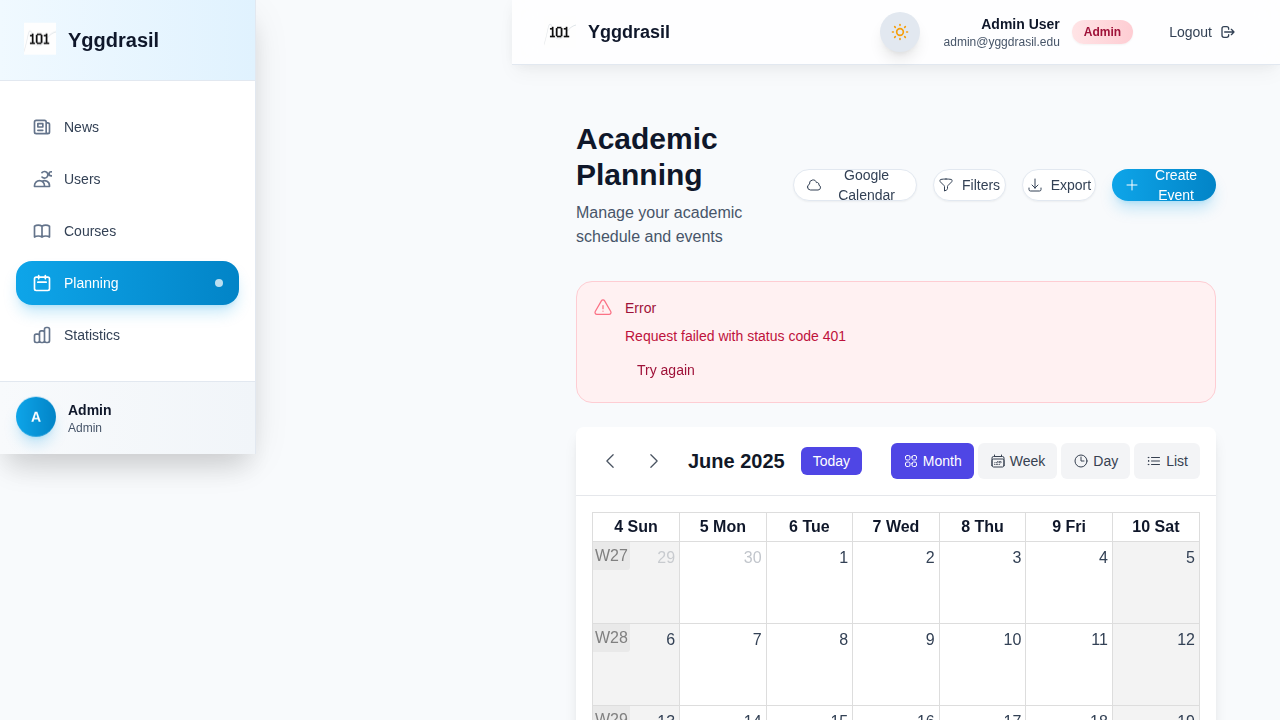 101 Yggdrasil
News
Users
Courses
Planning
Statistics
A
Admin
Admin
101 Yggdrasil
Admin User
admin@yggdrasil.edu
Admin
Logout
Academic
Planning
Manage your academic
schedule and events
Google
Calendar
Filters
Export
Create
Event
Error
Request failed with status code 401
Try again
June 2025
Today
Month
Week
Day
List
4 Sun 5 Mon 6 Tue 7 Wed 8 Thu 9 Fri 10 Sat
W27 29 30 1 2 3 4 5
W28 6 7 8 9 10 11 12
W29 13 14 15 16 17 18 19